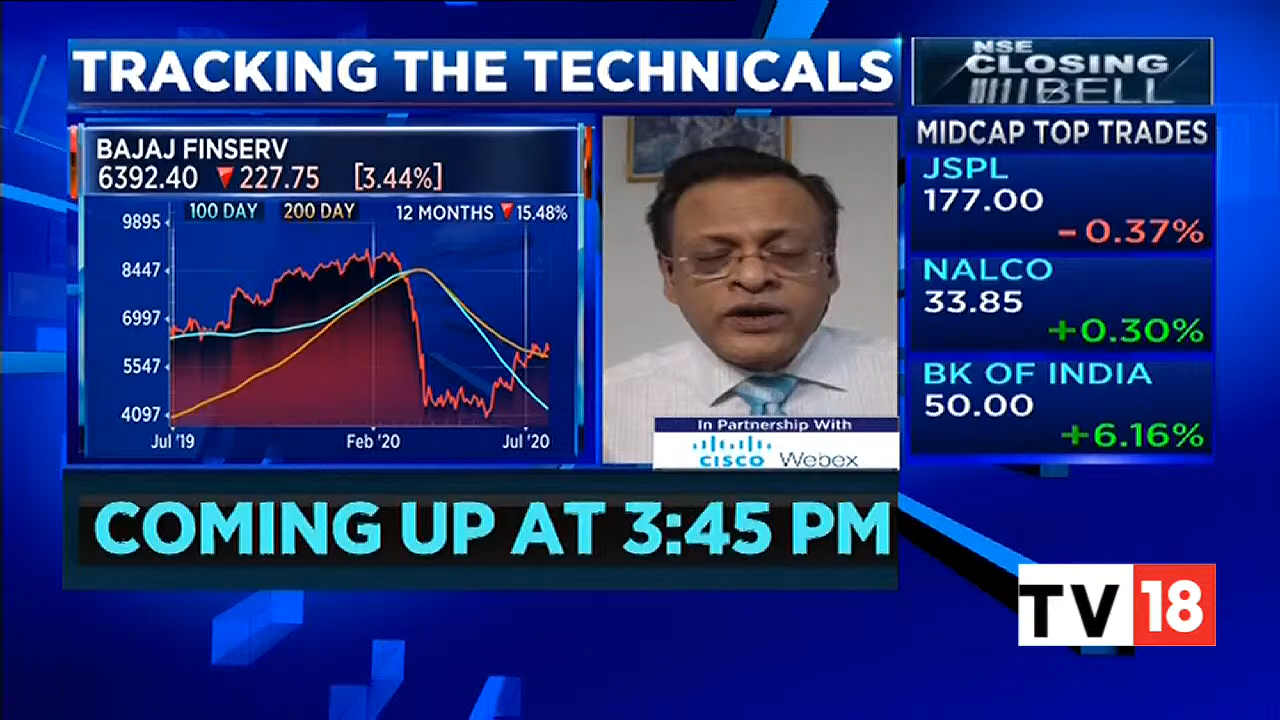 TRACKING THE TECHNICALS
NSE
CLOSING
BELL
BAJAJ FINSERV
6392.40 ▼227.75 [3.44%]
100 DAY 200 DAY 12 MONTHS ▼15.48%
9895
8447
6997
5547
4097
Jul '19 Feb '20 Jul '20
In Partnership With
CISCO Webex
MIDCAP TOP TRADES
JSPL
177.00
-0.37%
NALCO
33.85
+0.30%
BK OF INDIA
50.00
+6.16%
COMING UP AT 3:45 PM
TV18